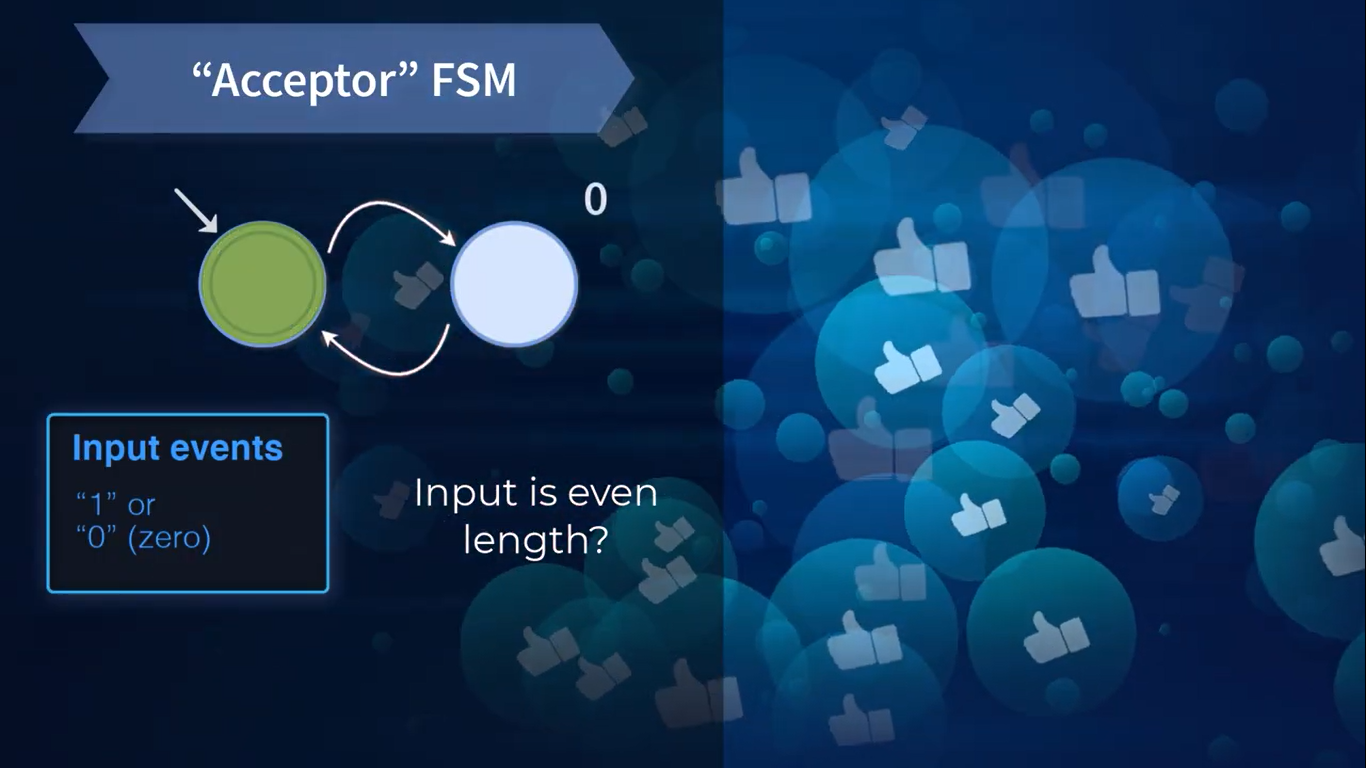 “Acceptor” FSM
0
Input events
“1” or
“0” (zero)
Input is even
length?